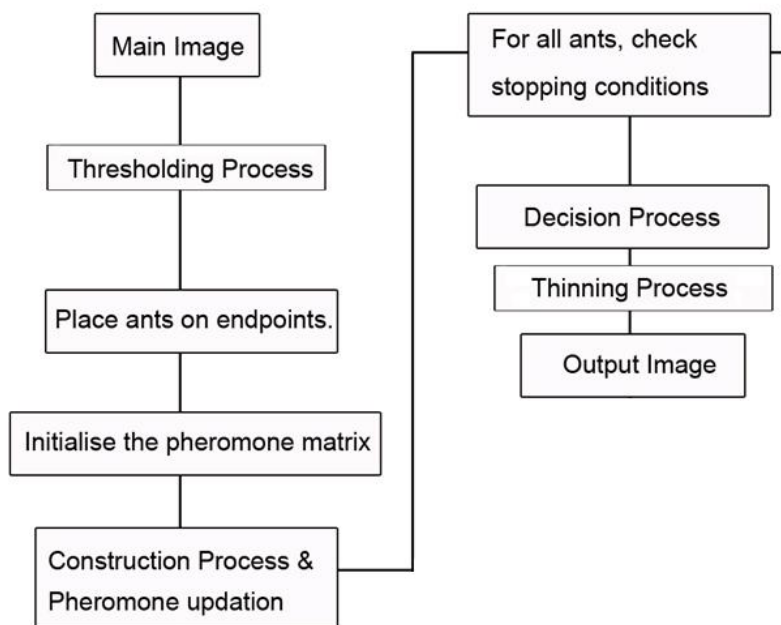 Main Image
Thresholding Process
Place ants on endpoints.
Initialise the pheromone matrix
Construction Process &
Pheromone updation
For all ants, check
stopping conditions
Decision Process
Thinning Process
Output Image